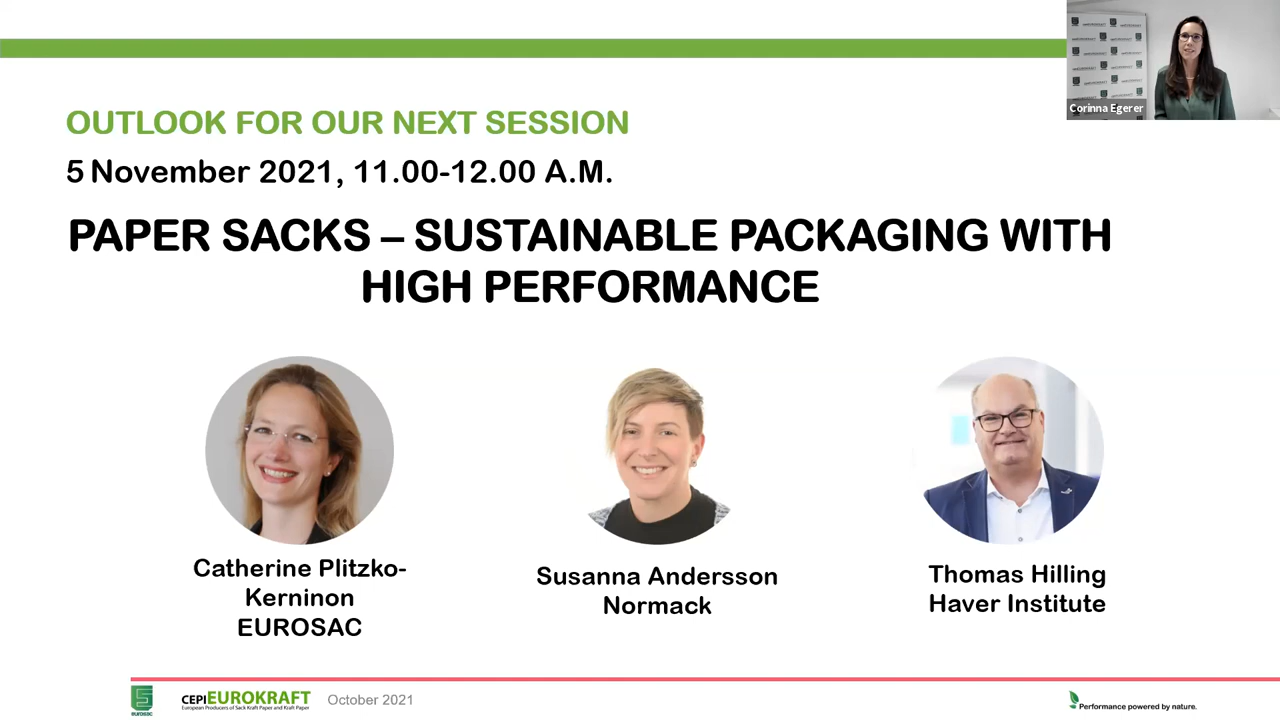 Corinna Egerer
OUTLOOK FOR OUR NEXT SESSION
5 November 2021, 11.00-12.00 A.M.
PAPER SACKS – SUSTAINABLE PACKAGING WITH
HIGH PERFORMANCE
Catherine Plitzko-
Kerninon
EUROSAC
Susanna Andersson
Normack
Thomas Hilling
Haver Institute
eurosac
CEPIEUROKRAFT
European Producers of Sack Kraft Paper and Kraft Paper
October 2021
Performance powered by nature.